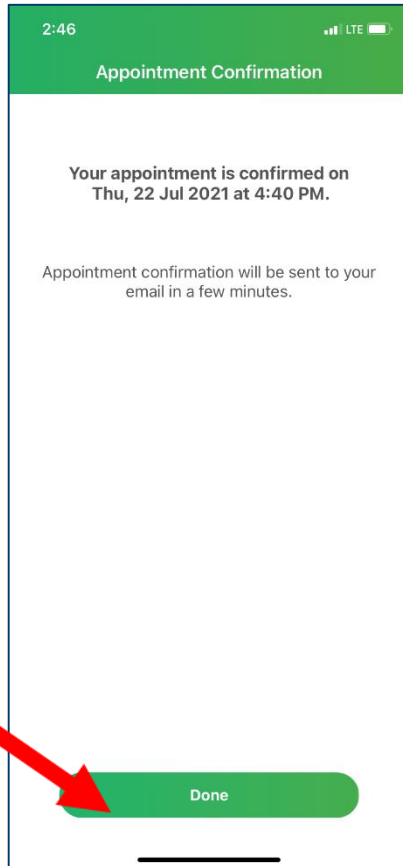 2:46 LTE
Appointment Confirmation
Your appointment is confirmed on
Thu, 22 Jul 2021 at 4:40 PM.
Appointment confirmation will be sent to your
email in a few minutes.
Done